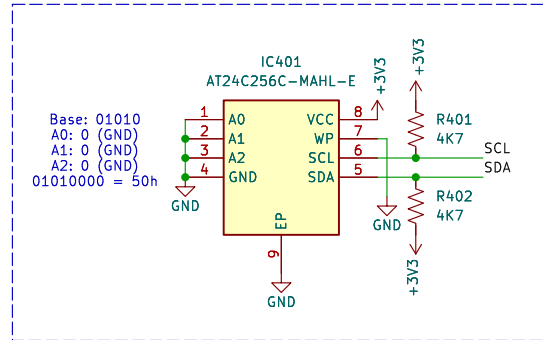 IC401
AT24C256C-MAHL-E
Base: 01010
A0: 0 (GND)
A1: 0 (GND)
A2: 0 (GND)
01010000 = 50h
1 A0
2 A1
3 A2
4 GND
GND
VCC 8
WP 7
SCL 6
SDA 5
EP
9
GND
+3V3
GND
+3V3
R401
4K7
SCL
SDA
R402
4K7
+3V3